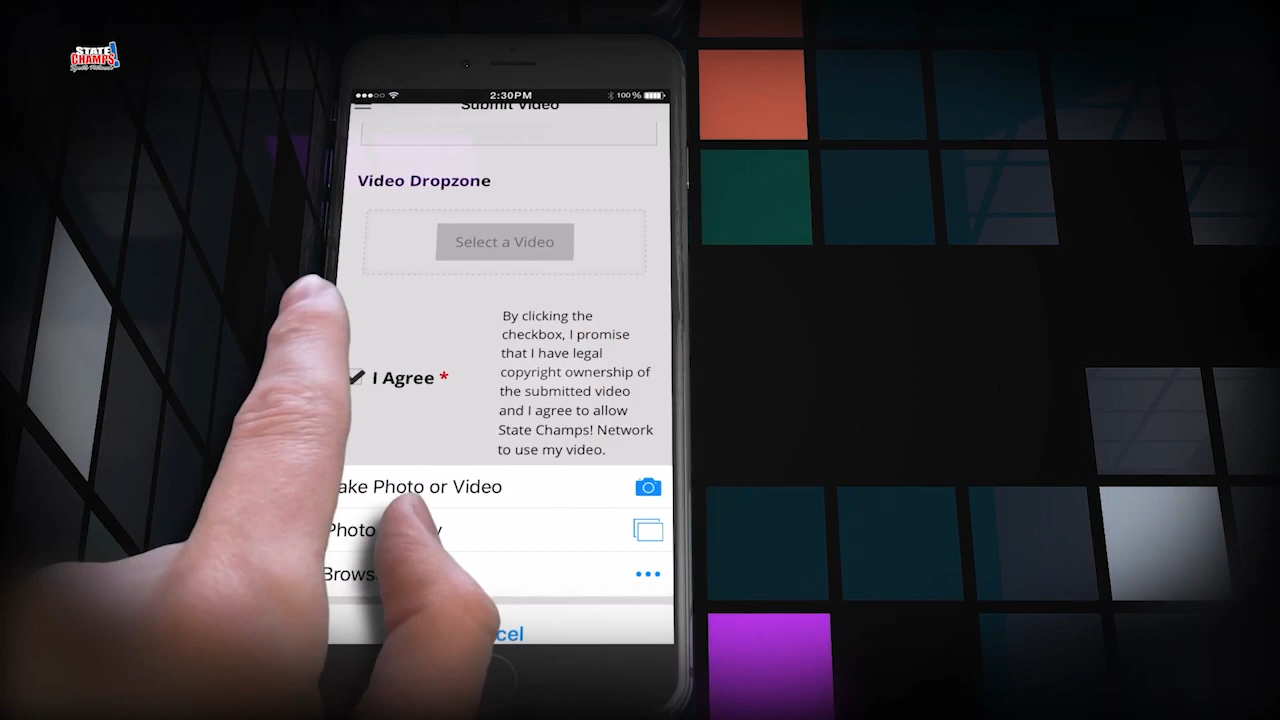 STATE
CHAMPS!
2:30PM
100 %
Submit Video
Video Dropzone
Select a Video
By clicking the
checkbox, I promise
that I have legal
copyright ownership of
the submitted video
and I agree to allow
State Champs! Network
to use my video.
I Agree *
ake Photo or Video
Photo
Brows
cel